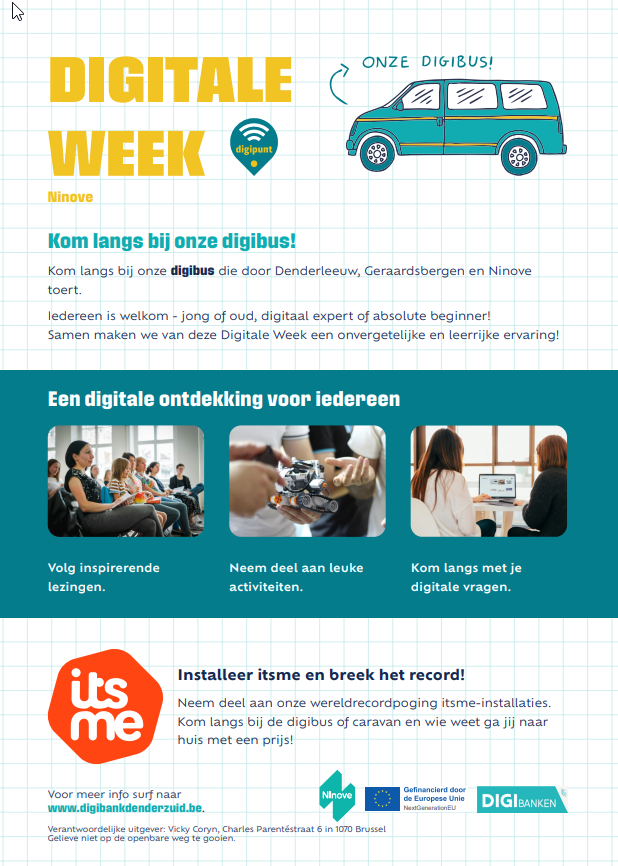 DIGITALE
WEEK
digipunt
ONZE DIGIBUS!
Ninove
Kom langs bij onze digibus!
Kom langs bij onze digibus die door Denderleeuw, Geraardsbergen en Ninove
toert.
Iedereen is welkom - jong of oud, digitaal expert of absolute beginner!
Samen maken we van deze Digitale Week een onvergetelijke en leerrijke ervaring!
Een digitale ontdekking voor iedereen
Volg inspirerende
lezingen.
Neem deel aan leuke
activiteiten.
Kom langs met je
digitale vragen.
its
me
Installeer itsme en breek het record!
Neem deel aan onze wereldrecordpoging itsme-installaties.
Kom langs bij de digibus of caravan en wie weet ga jij naar
huis met een prijs!
Voor meer info surf naar
www.digibankdenderzuid.be.
Ninove
Gefinancierd door
de Europese Unie
NextGenerationEU
DIGIBANKEN
Verantwoordelijke uitgever: Vicky Coryn, Charles Parentéstraat 6 in 1070 Brussel
Gelieve niet op de openbare weg te gooien.